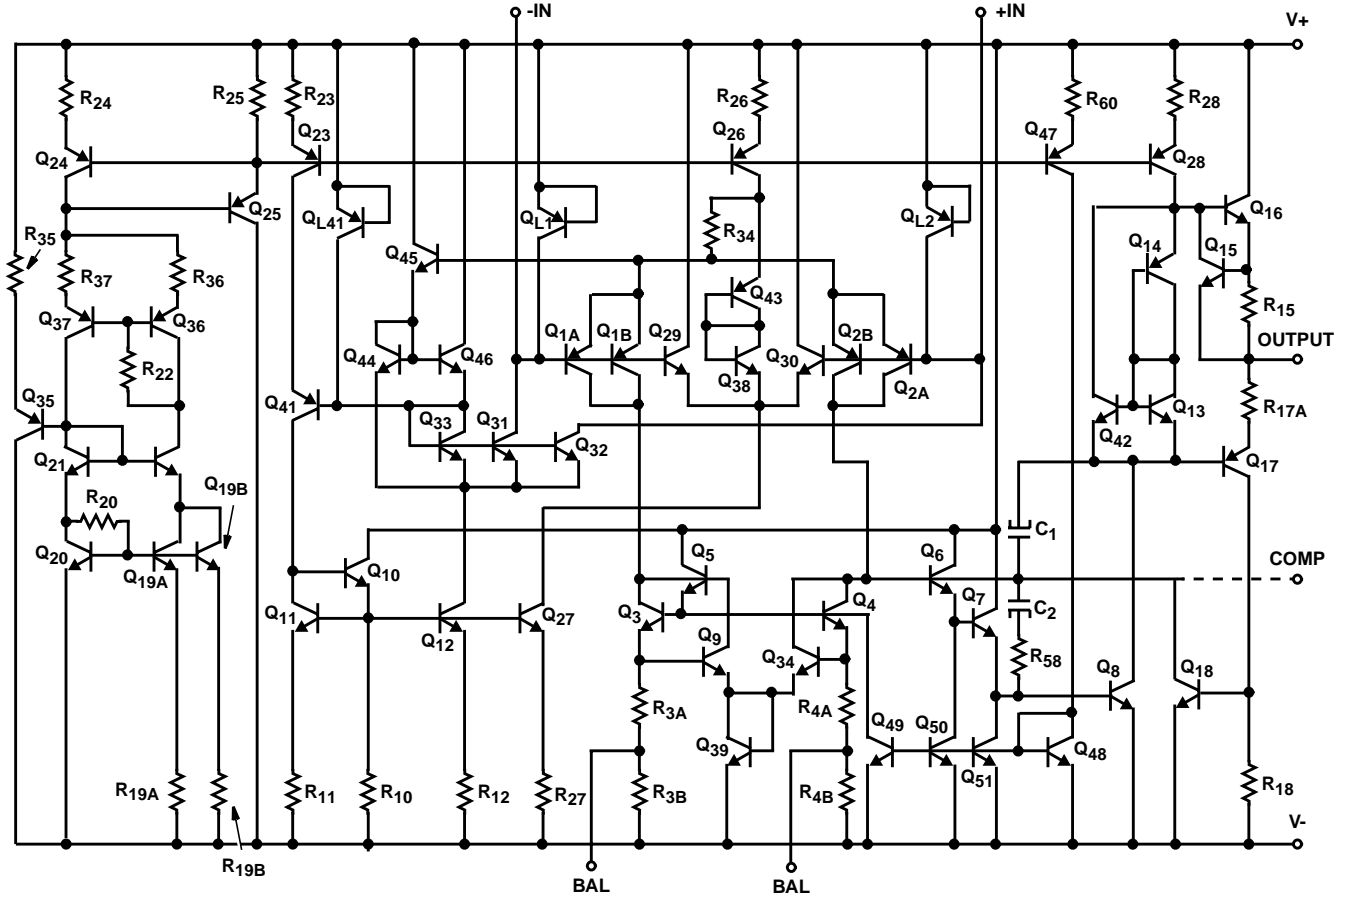 -IN
+IN
V+
R24
R25
R23
R26
R60
R28
Q24
Q23
Q26
Q47
Q28
Q25
QL41
QL1
QL2
Q16
R35
R37
R36
Q45
R34
Q14
Q15
Q43
R15
Q37
Q36
Q1A
Q1B
Q29
Q2B
OUTPUT
Q44
Q46
Q30
R22
Q38
Q2A
Q35
Q41
Q33
Q31
Q13
R17A
Q42
Q32
Q21
Q17
Q19B
R20
C1
Q20
Q19A
Q10
Q5
Q6
COMP
Q11
Q12
Q27
Q3
Q4
Q7
C2
Q9
Q34
R58
Q8
Q18
R3A
R4A
Q49
Q50
Q39
Q48
Q51
R19A
R11
R10
R12
R27
R3B
R4B
R18
V-
R19B
BAL
BAL